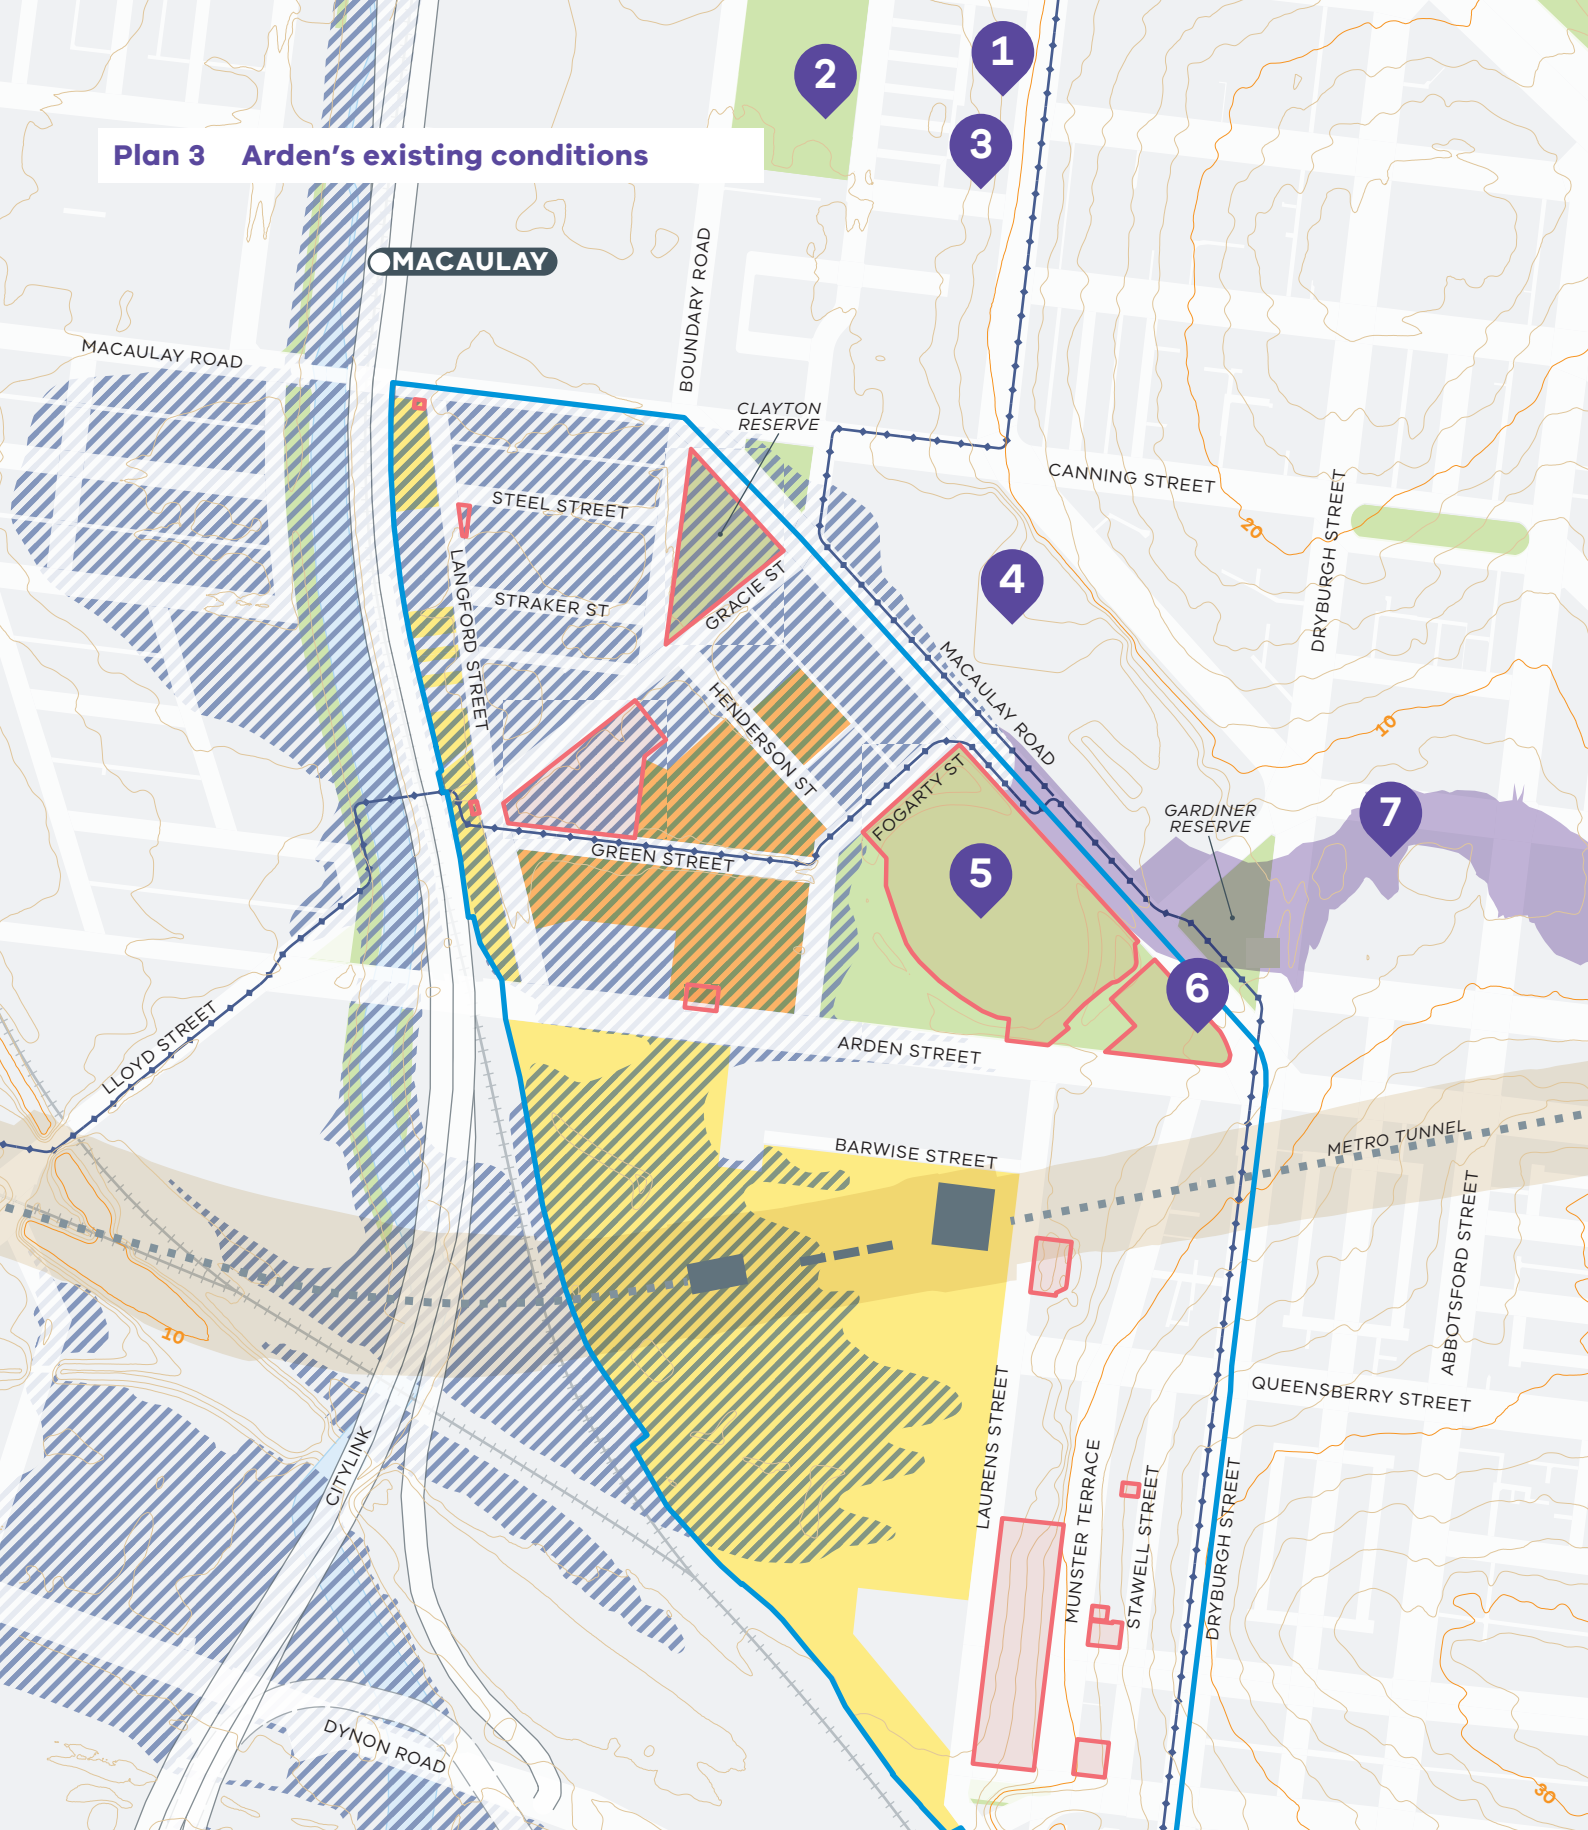 1
2
3
Plan 3 Arden's existing conditions
MACAULAY
BOUNDARY ROAD
MACAULAY ROAD
CLAYTON
RESERVE
CANNING STREET
DRYBURGH STREET
20
STEEL STREET
LANGFORD STREET
STRAKER ST
GRACIE ST
4
MACAULAY ROAD
HENDERSON ST
10
FOGARTY ST
GARDINER
RESERVE
7
GREEN STREET
5
6
LLOYD STREET
ARDEN STREET
BARWISE STREET
METRO TUNNEL
ABBOTSFORD STREET
10
LAURENS STREET
QUEENSBERRY STREET
CITYLINK
MUNSTER TERRACE
STAWELL STREET
DRYBURGH STREET
DYNON ROAD
30